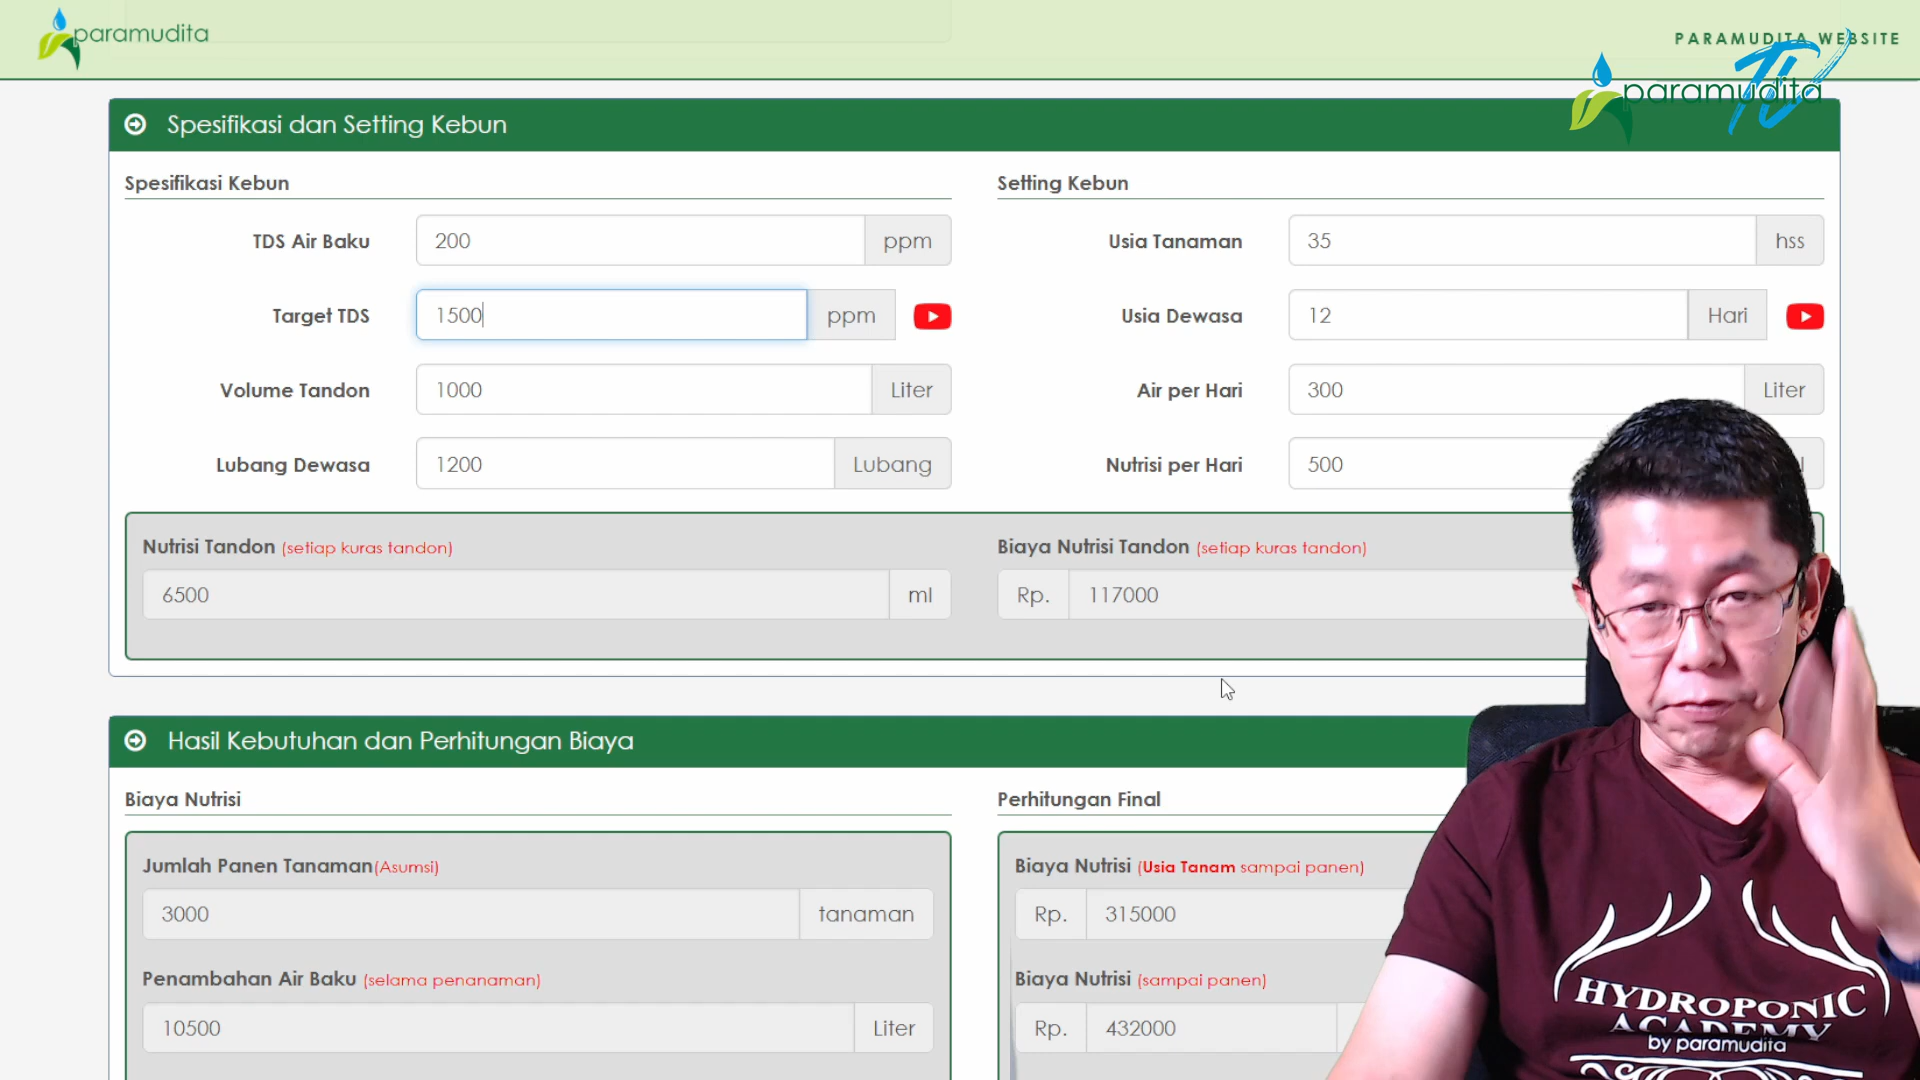 paramudita
PARAMUDITA WEBSITE
paramudita
TV
Spesifikasi dan Setting Kebun
Spesifikasi Kebun
TDS Air Baku
200
ppm
Target TDS
1500
ppm
Volume Tandon
1000
Liter
Lubang Dewasa
1200
Lubang
Setting Kebun
Usia Tanaman
35
hss
Usia Dewasa
12
Hari
Air per Hari
300
Liter
Nutrisi per Hari
500
Nutrisi Tandon (setiap kuras tandon)
6500
ml
Biaya Nutrisi Tandon (setiap kuras tandon)
Rp.
117000
Hasil Kebutuhan dan Perhitungan Biaya
Biaya Nutrisi
Jumlah Panen Tanaman(Asumsi)
3000
tanaman
Penambahan Air Baku (selama penanaman)
10500
Liter
Perhitungan Final
Biaya Nutrisi (Usia Tanam sampai panen)
Rp.
315000
Biaya Nutrisi (sampai panen)
Rp.
432000
HYDROPONIC
ACADEMY
by paramudita